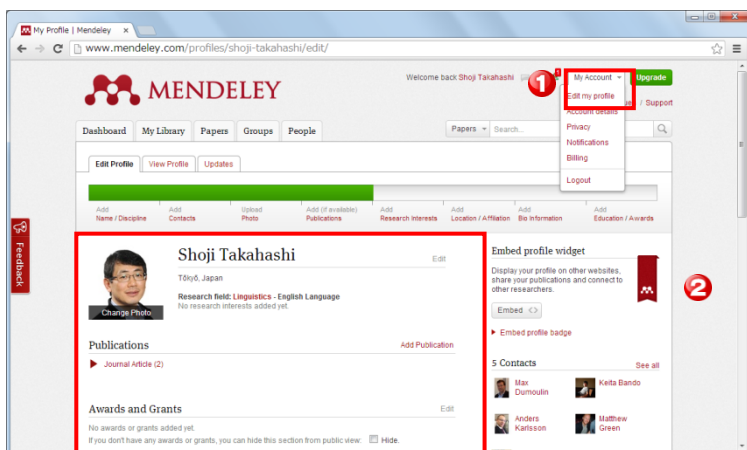 My Profile | Mendeley
www.mendeley.com/profiles/shoji-takahashi/edit/
MENDELEY
Welcome back Shoji Takahashi
1
My Account
Upgrade
Edit my profile
/ Support
Account details
Privacy
Notifications
Billing
Logout
Dashboard My Library Papers Groups People
Papers Search...
Edit Profile View Profile Updates
Add Add Upload Add (if available) Add Add Add Add
Name / Discipline Contacts Photo Publications Research Interests Location / Affiliation Bio Information Education / Awards
Feedback
Shoji Takahashi
Edit
Tōkyō, Japan
Research field: Linguistics - English Language
No research interests added yet.
Change Photo
Publications
Add Publication
Journal Article (2)
Awards and Grants
Edit
No awards or grants added yet.
If you don't have any awards or grants, you can hide this section from public view: Hide.
Embed profile widget
Display your profile on other websites,
share your publications and connect to
other researchers.
2
Embed <>
Embed profile badge
5 Contacts
See all
Max
Dumoulin
Keita Bando
Anders
Karlsson
Matthew
Green